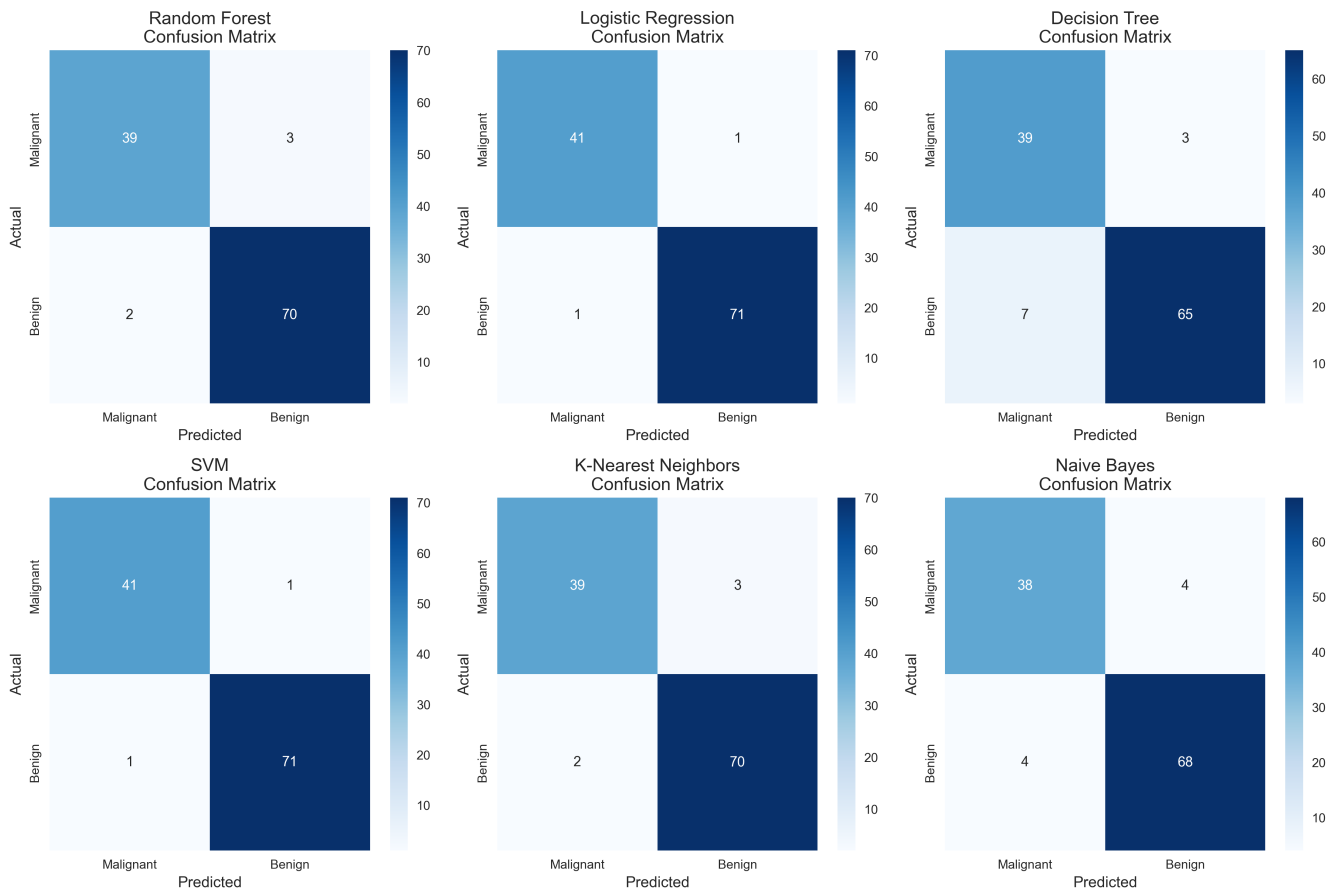 Random Forest
Confusion Matrix
Actual
Malignant
Benign
39
3
2
70
Malignant
Benign
Predicted
70
60
50
40
30
20
10
Logistic Regression
Confusion Matrix
Actual
Malignant
Benign
41
1
1
71
Malignant
Benign
Predicted
70
60
50
40
30
20
10
Decision Tree
Confusion Matrix
Actual
Malignant
Benign
39
3
7
65
Malignant
Benign
Predicted
60
50
40
30
20
10
SVM
Confusion Matrix
Actual
Malignant
Benign
41
1
1
71
Malignant
Benign
Predicted
70
60
50
40
30
20
10
K-Nearest Neighbors
Confusion Matrix
Actual
Malignant
Benign
39
3
2
70
Malignant
Benign
Predicted
70
60
50
40
30
20
10
Naive Bayes
Confusion Matrix
Actual
Malignant
Benign
38
4
4
68
Malignant
Benign
Predicted
60
50
40
30
20
10